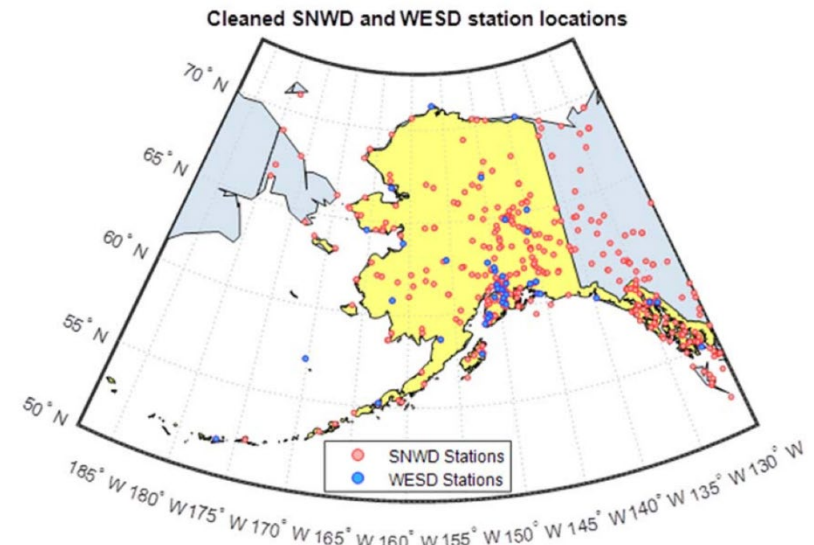 Cleaned SNWD and WESD station locations
70° N
65° N
60° N
55° N
50° N
SNWD Stations
WESD Stations
185° W 180° W 175° W 170° W 165° W 160° W 155° W 150° W 145° W 140° W 135° W 130° W